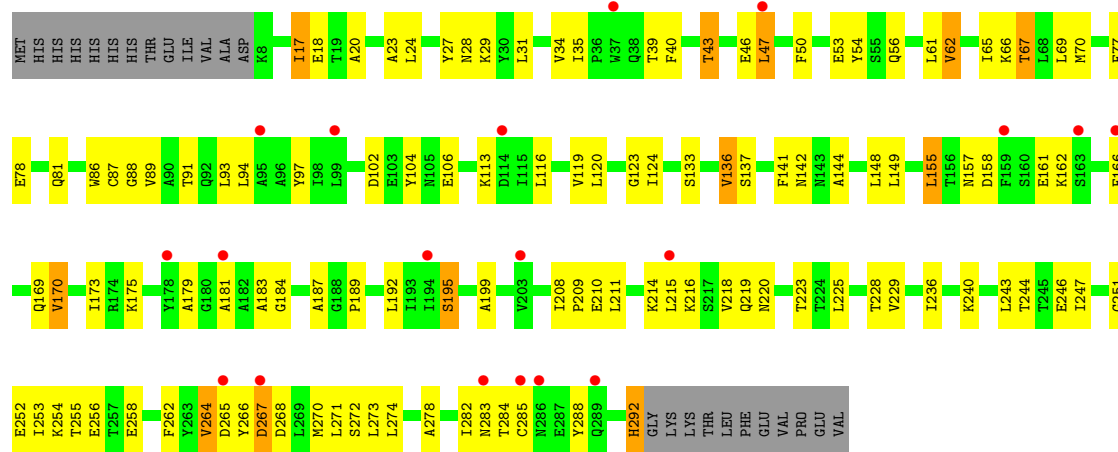 MET HIS HIS HIS HIS HIS HIS THR GLU ILE VAL ALA ASP K8 I17 E18 T19 A20 A23 L24 Y27 N28 K29 Y30 L31 V34 I35 P36 W37 Q38 T39 F40 T43 E46 L47 F50 E53 Y54 S55 Q56 L61 V62 I65 K66 T67 L68 L69 M70
E78 Q81 W86 C87 G88 V89 A90 T91 Q92 L93 L94 A95 A96 Y97 I98 L99 D102 E103 Y104 N105 E106 K113 D114 I115 L116 V119 L120 G123 I124 S133 V136 S137 F141 N142 N143 A144 L148 L149 L155 T156 N157 D158 F159 S160 E161 K162 S163
Q169 V170 I173 R174 K175 Y178 A179 G180 A181 A182 A183 G184 A187 G188 P189 L192 I193 I194 S195 A199 V203 I208 P209 E210 L211 K214 L215 K216 S217 V218 Q219 N220 T223 T224 L225 T228 V229 I236 K240 L243 T244 T245 E246 I247
E252 I253 K254 T255 E256 T257 E258 F262 Y263 V264 D265 Y266 D267 D268 L269 M270 L271 S272 L273 L274 A278 I282 N283 T284 C285 N286 E287 Y288 Q289 H292 GLY LYS LYS THR LEU PHE GLU VAL PRO GLU VAL